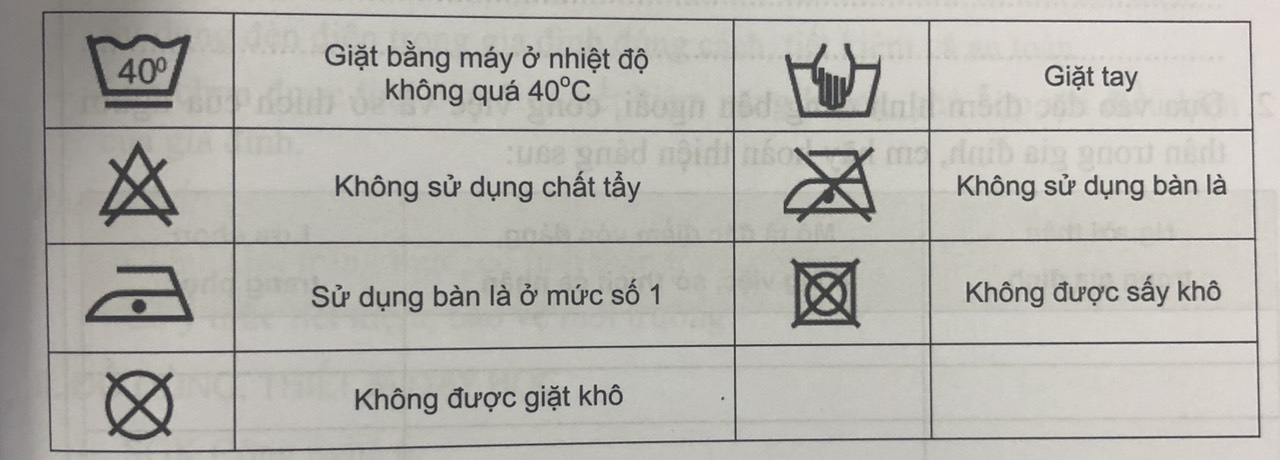 40⁰
Giặt bằng máy ở nhiệt độ
không quá 40°C
Giặt tay
Không sử dụng chất tẩy
Không sử dụng bàn là
Sử dụng bàn là ở mức số 1
Không được sấy khô
Không được giặt khô